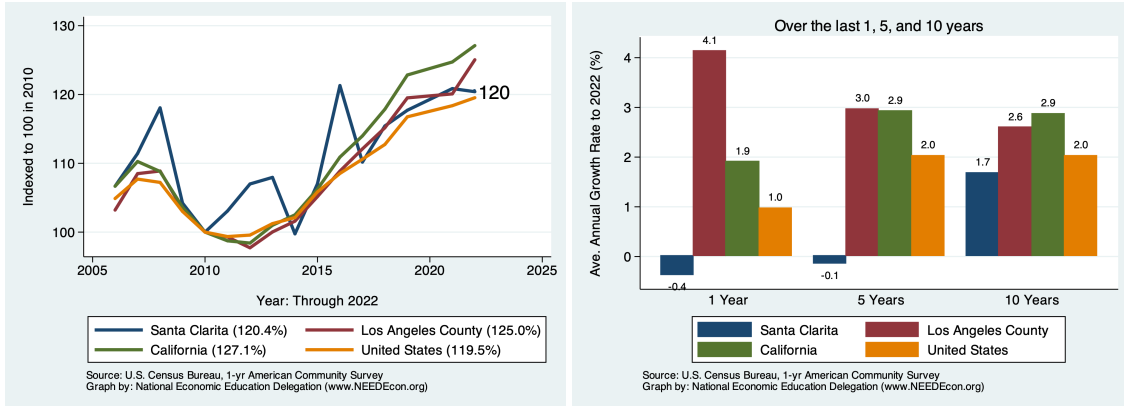 130
120
110
100
Indexed to 100 in 2010
120
2005
2010
2015
2020
2025
Year: Through 2022
Santa Clarita (120.4%)
Los Angeles County (125.0%)
California (127.1%)
United States (119.5%)
Source: U.S. Census Bureau, 1-yr American Community Survey
Graph by: National Economic Education Delegation (www.NEEDEcon.org)
Over the last 1, 5, and 10 years
Ave. Annual Growth Rate to 2022 (%)
4
3
2
1
0
-0.4
4.1
1.9
1.0
-0.1
3.0
2.9
2.0
1.7
2.6
2.9
2.0
1 Year
5 Years
10 Years
Santa Clarita
Los Angeles County
California
United States
Source: U.S. Census Bureau, 1-yr American Community Survey
Graph by: National Economic Education Delegation (www.NEEDEcon.org)